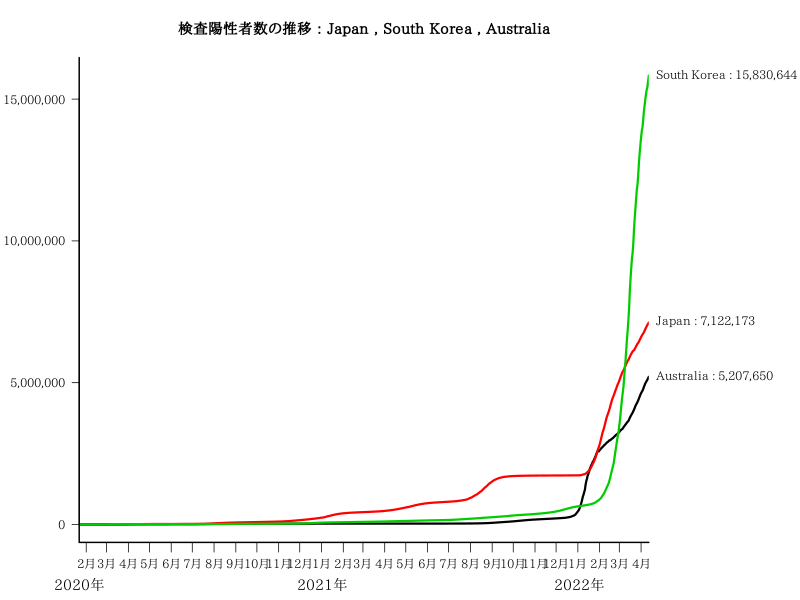 検査陽性者数の推移 : Japan , South Korea , Australia
South Korea : 15,830,644
15,000,000
10,000,000
Japan : 7,122,173
Australia : 5,207,650
5,000,000
0
2月 3月 4月 5月 6月 7月 8月 9月 10月 11月 12月 1月 2月 3月 4月 5月 6月 7月 8月 9月 10月 11月 12月 1月 2月 3月 4月
2020年 2021年 2022年